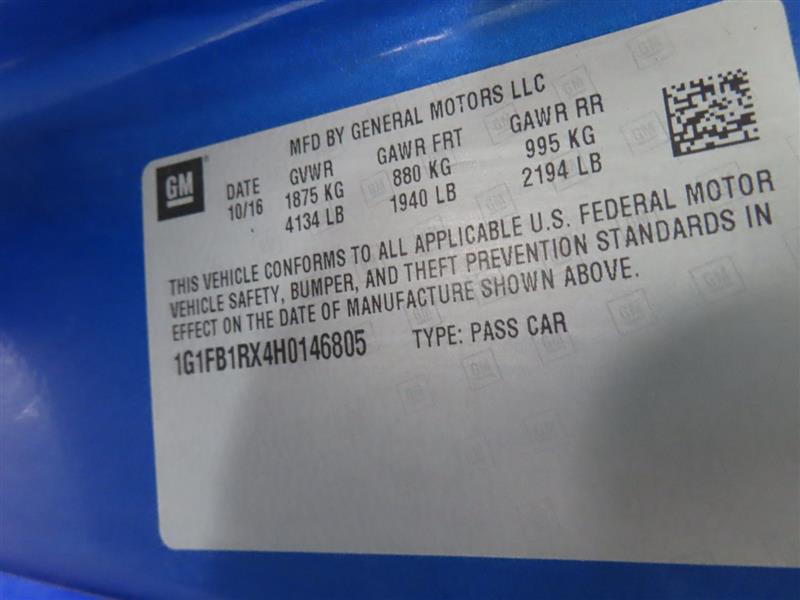 MFD BY GENERAL MOTORS LLC
GM
DATE GVWR GAWR FRT GAWR RR
10/16 1875 KG 880 KG 995 KG
4134 LB 1940 LB 2194 LB
THIS VEHICLE CONFORMS TO ALL APPLICABLE U.S. FEDERAL MOTOR
VEHICLE SAFETY, BUMPER, AND THEFT PREVENTION STANDARDS IN
EFFECT ON THE DATE OF MANUFACTURE SHOWN ABOVE.
1G1FB1RX4H0146805 TYPE: PASS CAR